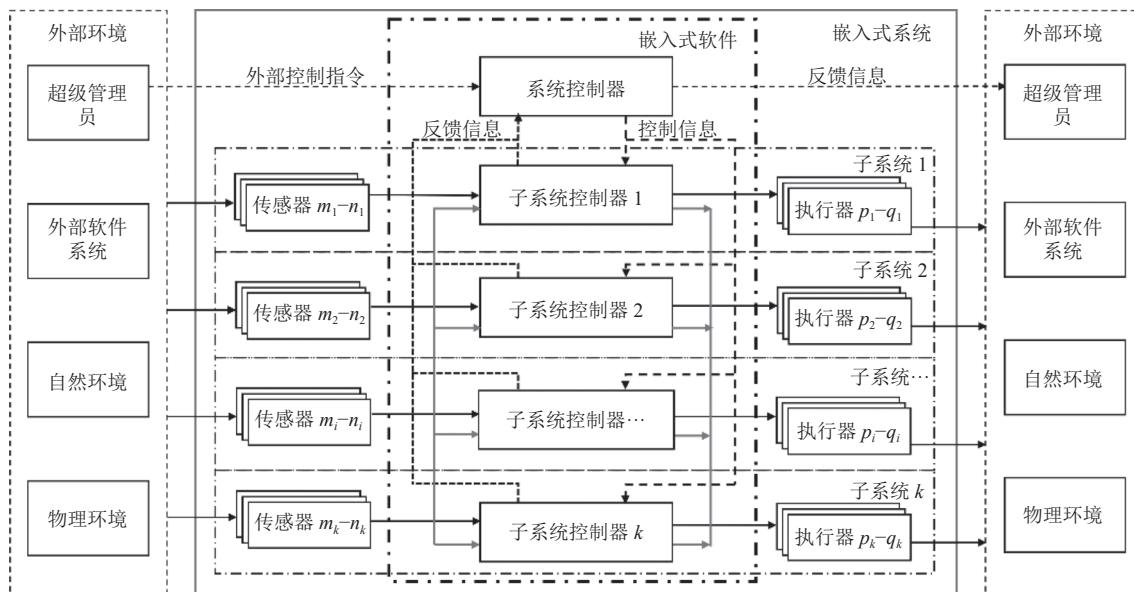 外部环境
嵌入式软件
嵌入式系统
外部环境
超级管理
员
外部控制指令
系统控制器
反馈信息
超级管理
员
反馈信息
控制信息
子系统 1
传感器 m₁−n₁
子系统控制器 1
执行器 p₁−q₁
外部软件
系统
外部软件
系统
子系统 2
传感器 m₂−n₂
子系统控制器 2
执行器 p₂−q₂
子系统…
自然环境
传感器 mᵢ−nᵢ
子系统控制器…
执行器 pᵢ−qᵢ
自然环境
子系统 k
物理环境
传感器 mₖ−nₖ
子系统控制器 k
执行器 pₖ−qₖ
物理环境